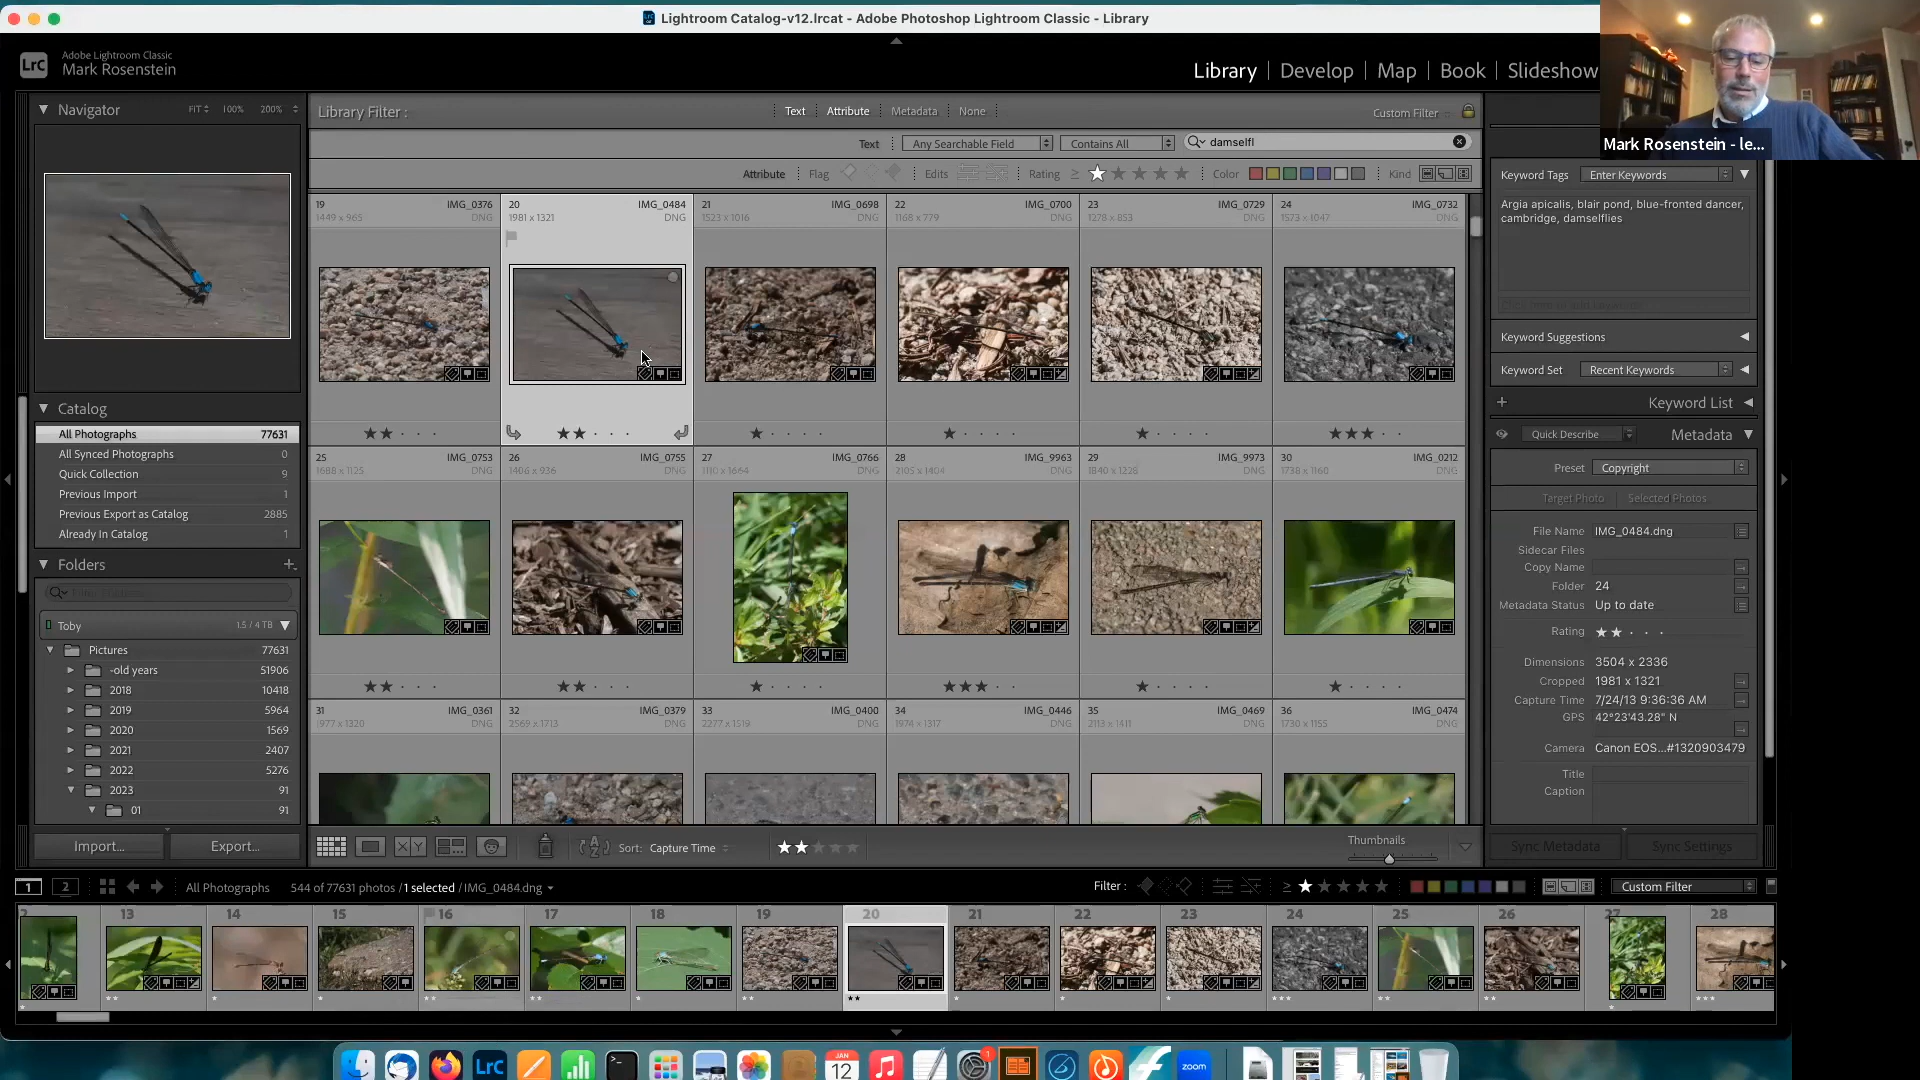 Lightroom Catalog-v12.lrcat - Adobe Photoshop Lightroom Classic - Library
LrC
Adobe Lightroom Classic
Mark Rosenstein
Library | Develop | Map | Book | Slideshow
Mark Rosenstein - le...
Navigator FIT 100% 200%
Library Filter : Text Attribute Metadata None Custom Filter
Text Any Searchable Field Contains All damselfl
Attribute Flag Edits Rating ≥ ★★★★★ Color Kind
Keyword Tags Enter Keywords
Argia apicalis, blair pond, blue-fronted dancer,
cambridge, damselflies
Keyword Suggestions
Keyword Set Recent Keywords
Keyword List
Quick Describe Metadata
Preset Copyright
Target Photo Selected Photos
File Name IMG_0484.dng
Sidecar Files
Copy Name
Folder 24
Metadata Status Up to date
Rating ★★ · · ·
Dimensions 3504 x 2336
Cropped 1981 x 1321
Capture Time 7/24/13 9:36:36 AM
GPS 42°23'43.28" N
Camera Canon EOS...#1320903479
Title
Caption
Sync Metadata Sync Settings
19 IMG_0376
1449 x 965 DNG
20 IMG_0484
1981 x 1321 DNG
21 IMG_0698
1523 x 1016 DNG
22 IMG_0700
1168 x 779 DNG
23 IMG_0729
1278 x 853 DNG
24 IMG_0732
1573 x 1047 DNG
25 IMG_0753
1688 x 1125 DNG
26 IMG_0755
1406 x 936 DNG
27 IMG_0766
1110 x 1664 DNG
28 IMG_9963
2105 x 1404 DNG
29 IMG_9973
1840 x 1228 DNG
30 IMG_0212
1738 x 1160 DNG
31 IMG_0361
1977 x 1320 DNG
32 IMG_0379
2569 x 1713 DNG
33 IMG_0400
2277 x 1519 DNG
34 IMG_0446
1974 x 1317 DNG
35 IMG_0469
2113 x 1411 DNG
36 IMG_0474
1730 x 1155 DNG
Catalog
All Photographs 77631
All Synced Photographs 0
Quick Collection 9
Previous Import 1
Previous Export as Catalog 2885
Already In Catalog 1
Folders
Toby 1.5 / 4 TB
Pictures 77631
-old years 51906
2018 10418
2019 5964
2020 1569
2021 2407
2022 5276
2023 91
01 91
Import... Export...
XY Sort: Capture Time Thumbnails
1 2 All Photographs 544 of 77631 photos / 1 selected / IMG_0484.dng Filter : Custom Filter
13 14 15 16 17 18 19 20 21 22 23 24 25 26 27 28
LrC
JAN
12
1
zoom